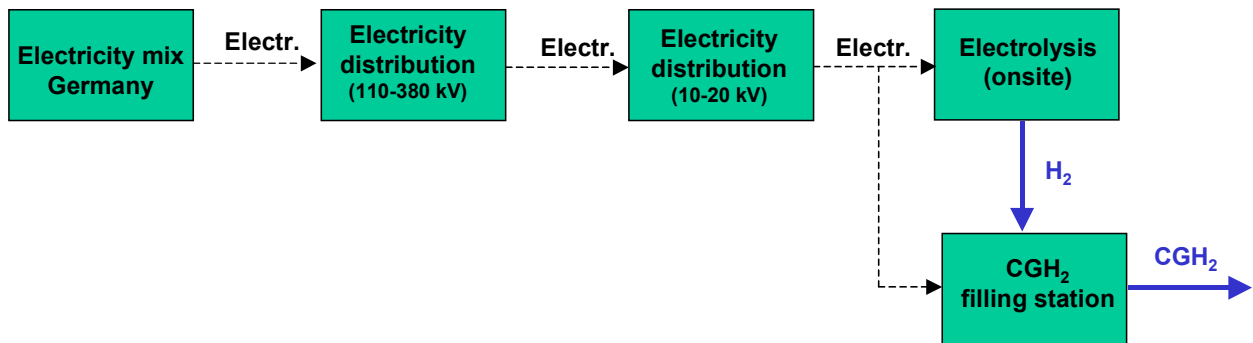 Electricity mix
Germany
Electr.
Electricity
distribution
(110-380 kV)
Electr.
Electricity
distribution
(10-20 kV)
Electr.
Electrolysis
(onsite)
H₂
CGH₂
filling station
CGH₂